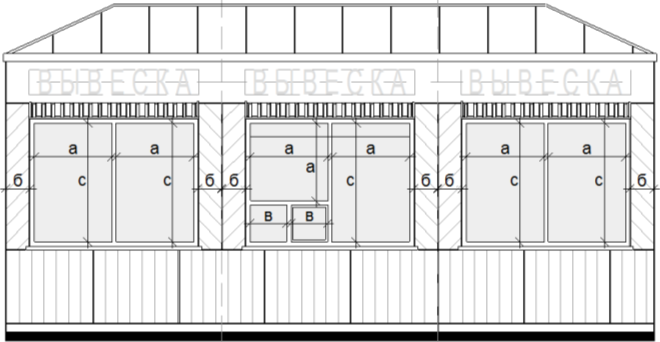 ВЫВЕСКА ВЫВЕСКА ВЫВЕСКА
а а а а а а
а
б с с б б с б б с с б
в в